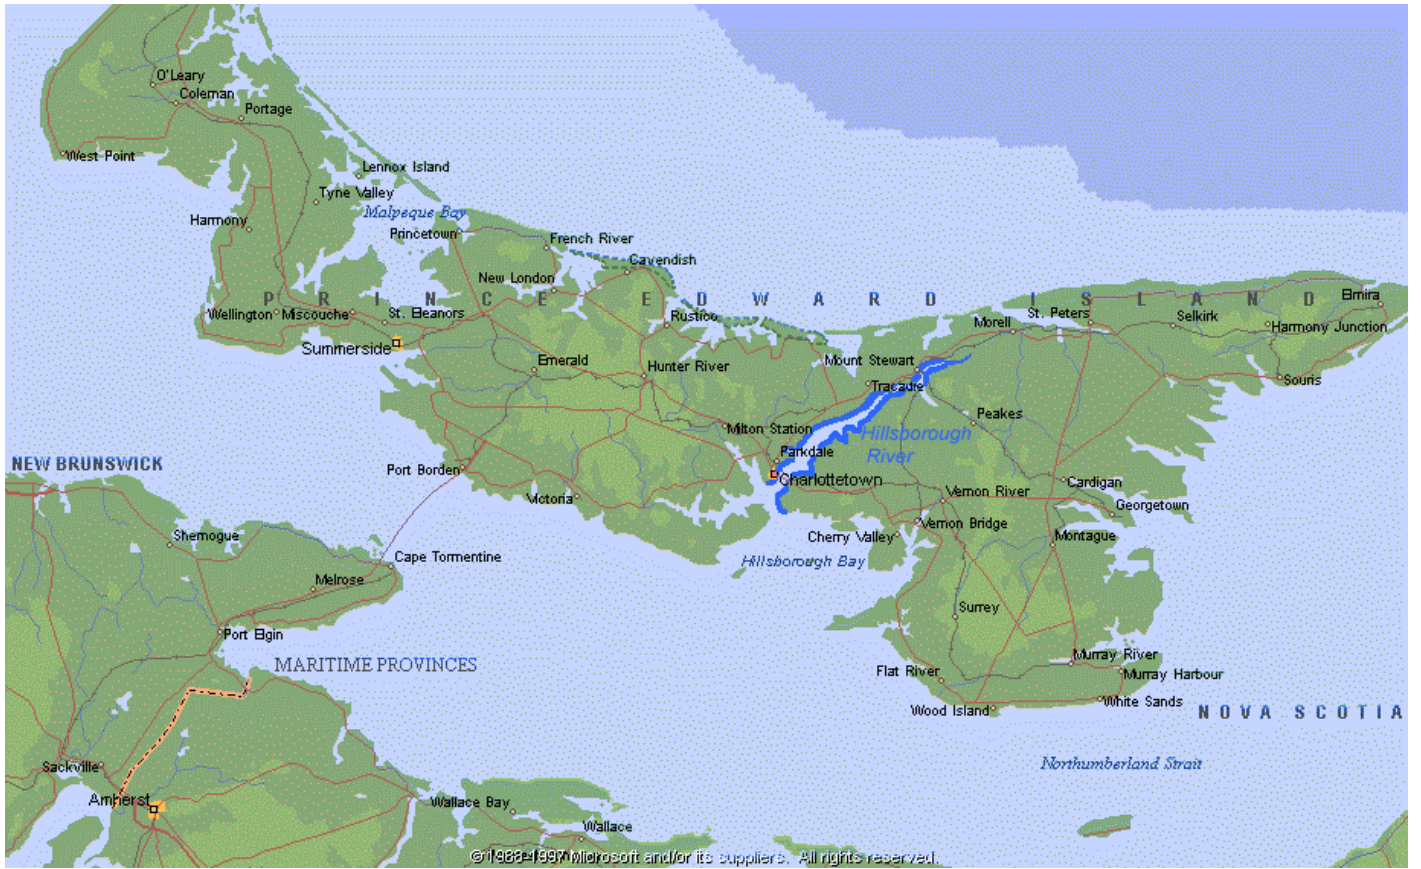 O'Leary
Coleman
Portage
West Point
Lennox Island
Tyne Valley
Malpeque Bay
Harmony
Princetown
French River
Cavendish
New London
PRINCE EDWARD ISLAND
Elmira
Wellington
Miscouche
St. Eleanors
Rustico
Morell
St. Peters
Selkirk
Harmony Junction
Summerside
Emerald
Hunter River
Mount Stewart
Tracadie
Souris
Peakes
Milton Station
Hillsborough
River
Parkdale
NEW BRUNSWICK
Port Borden
Charlottetown
Cardigan
Victoria
Vernon River
Georgetown
Vernon Bridge
Shemogue
Cherry Valley
Montague
Cape Tormentine
Hillsborough Bay
Melrose
Surrey
Port Elgin
MARITIME PROVINCES
Murray River
Flat River
Murray Harbour
White Sands
Wood Island
NOVA SCOTIA
Sackville
Northumberland Strait
Amherst
Wallace Bay
Wallace
©1988-1997 Microsoft and/or its suppliers. All rights reserved.